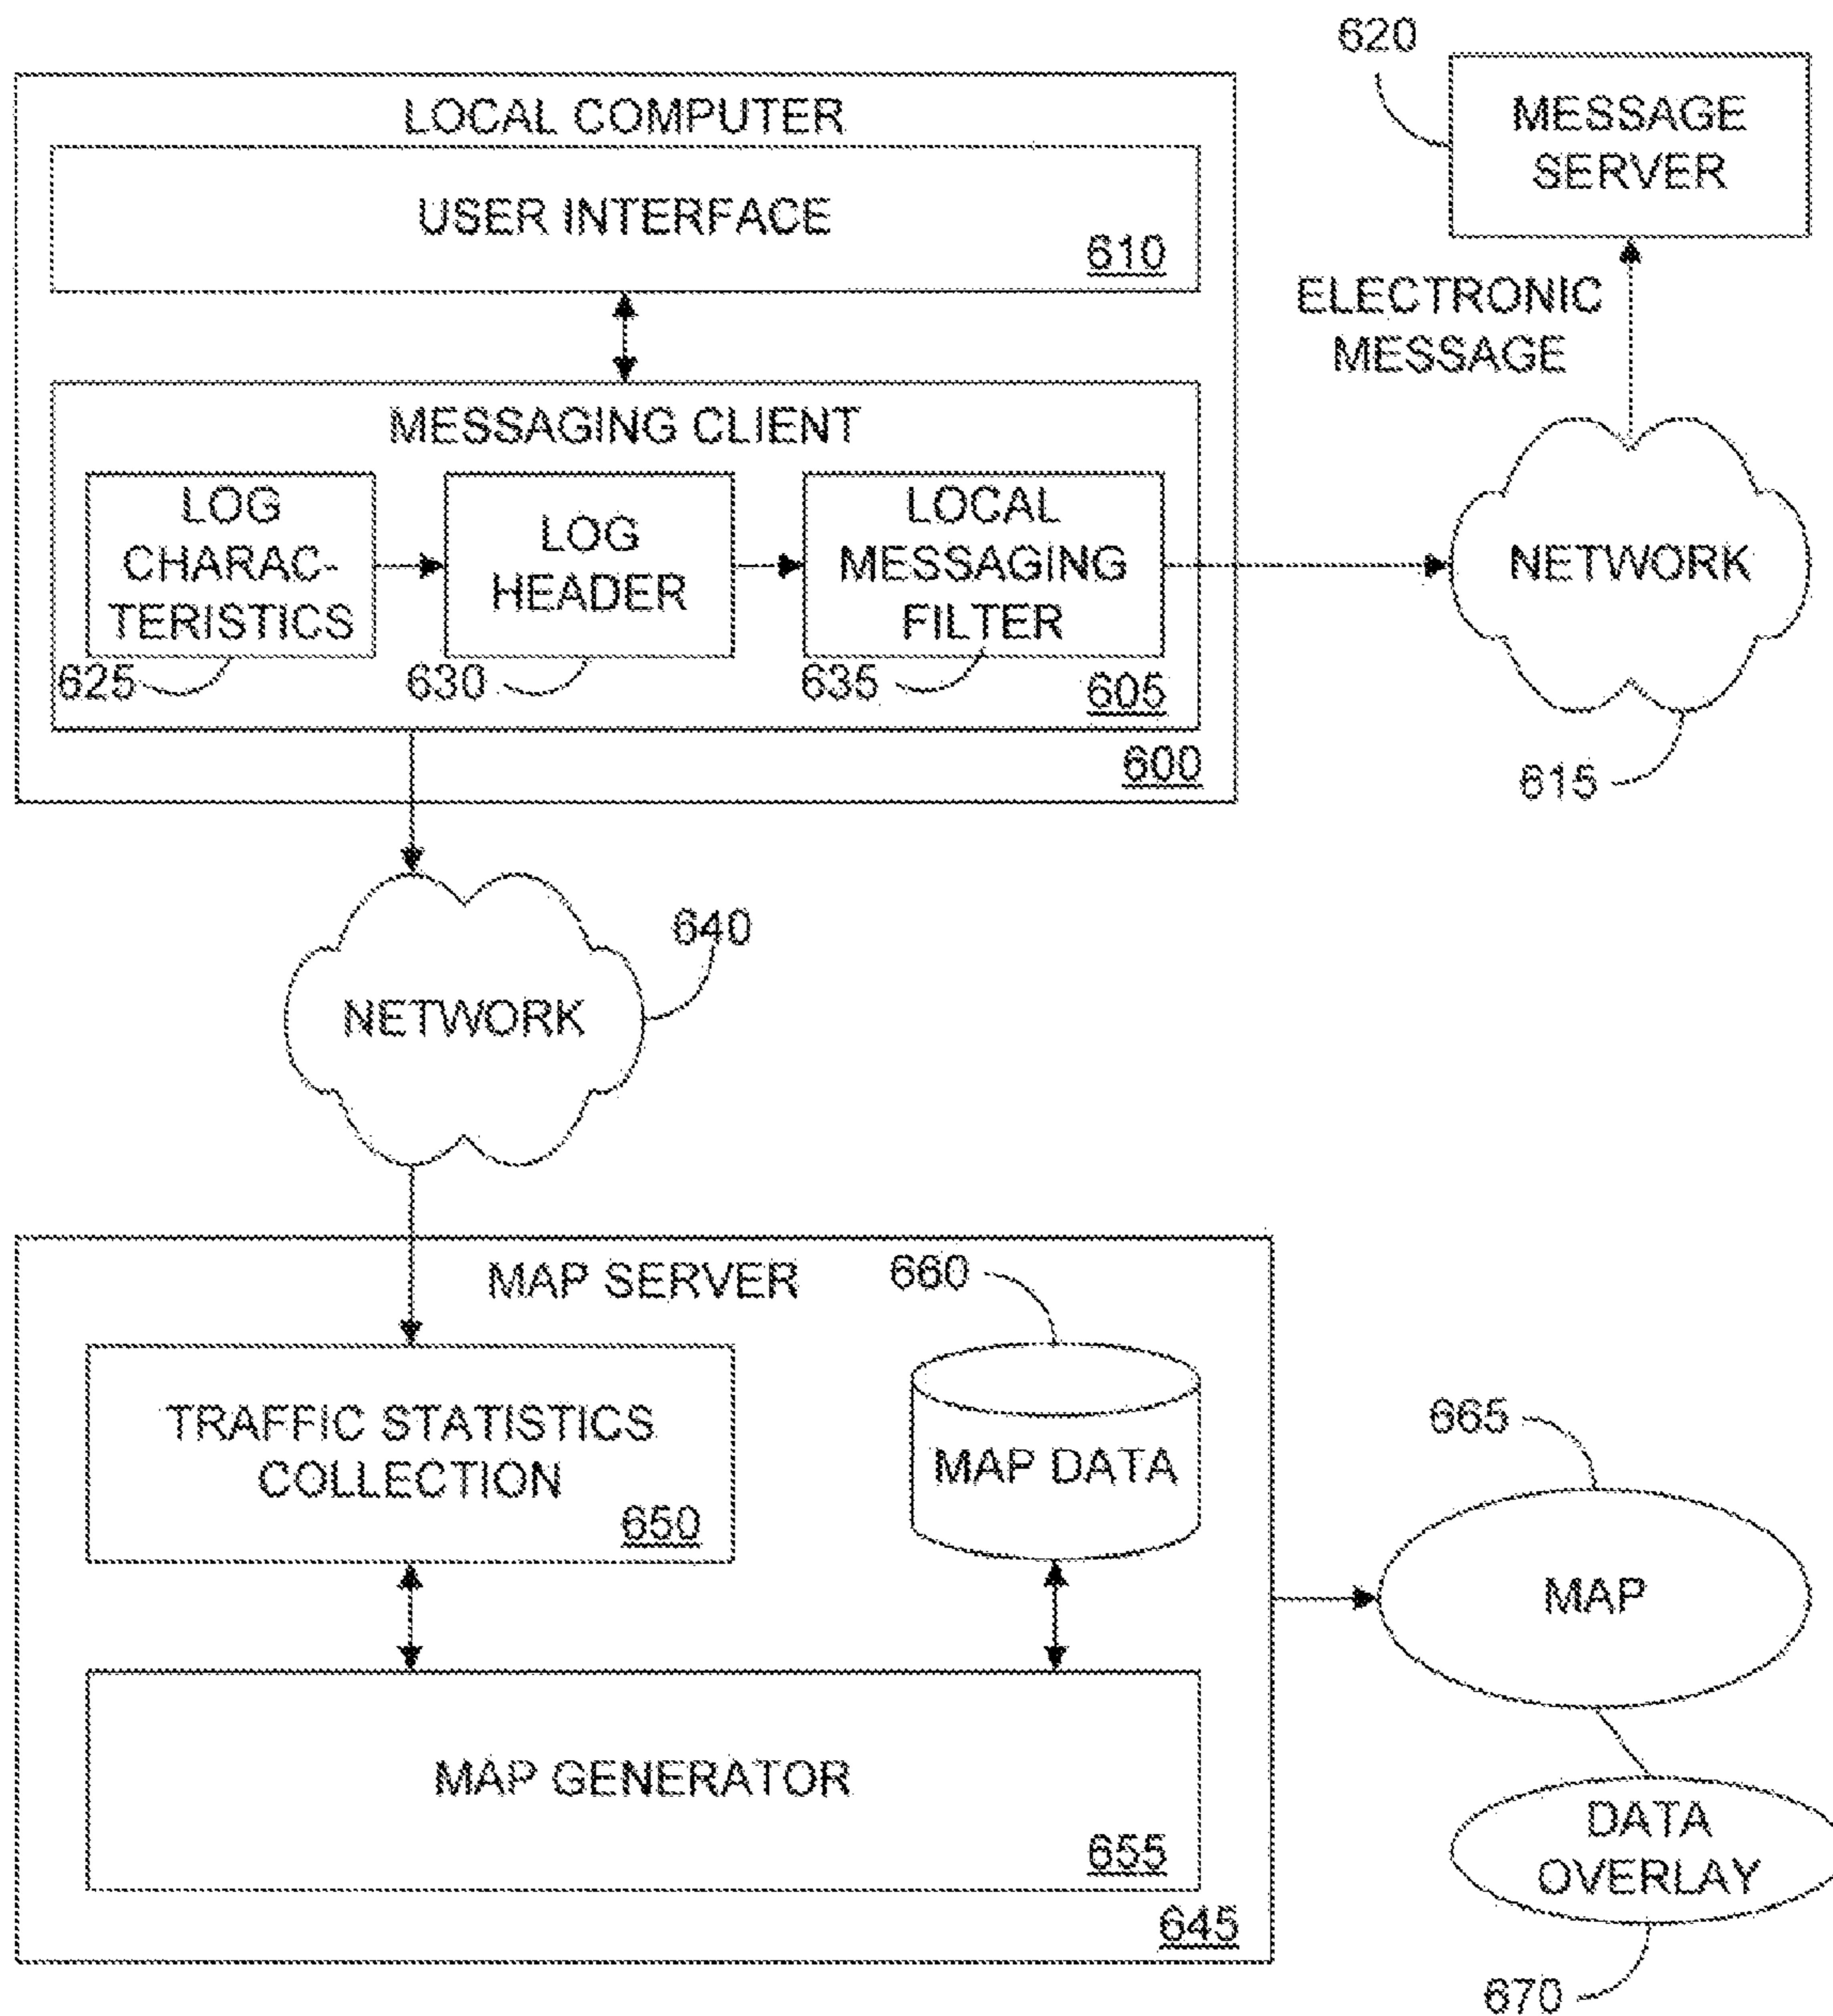 620
MESSAGE
SERVER
LOCAL COMPUTER
USER INTERFACE
610
ELECTRONIC
MESSAGE
MESSAGING CLIENT
LOG
CHARAC-
TERISTICS
625
LOG
HEADER
630
LOCAL
MESSAGING
FILTER
635
605
600
NETWORK
615
640
NETWORK
MAP SERVER
660
TRAFFIC STATISTICS
COLLECTION
650
MAP DATA
665
MAP
MAP GENERATOR
655
645
DATA
OVERLAY
670